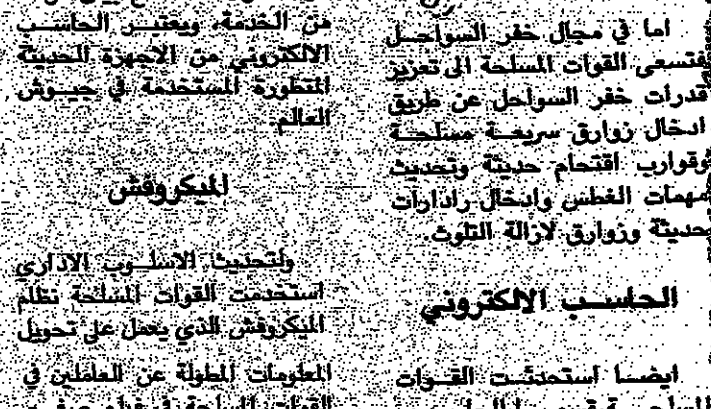 اما في مجال خفر السواحل
فتسعى القوات المسلحة الى تعزيز
قدرات خفر السواحل عن طريق
ادخال زوارق سريعة مسلحة
وقوارب اقتحام حديثة وتحديث
مهمات الغطس وادخال رادارات
حديثة وزوارق لازالة التلوث.
الحاسب الالكتروني
ايضا استحدثت القوات
من الخدمة، ويعتبر الحاسب
الالكتروني من الاجهزة الحديثة
المتطورة المستخدمة في جيوش
العالم.
الميكروفش
ولتحديث الاسلوب الاداري
استخدمت القوات المسلحة نظام
الميكروفش الذي يعمل على تحويل
المعلومات المطولة عن العاملين في
القوات المسلحة